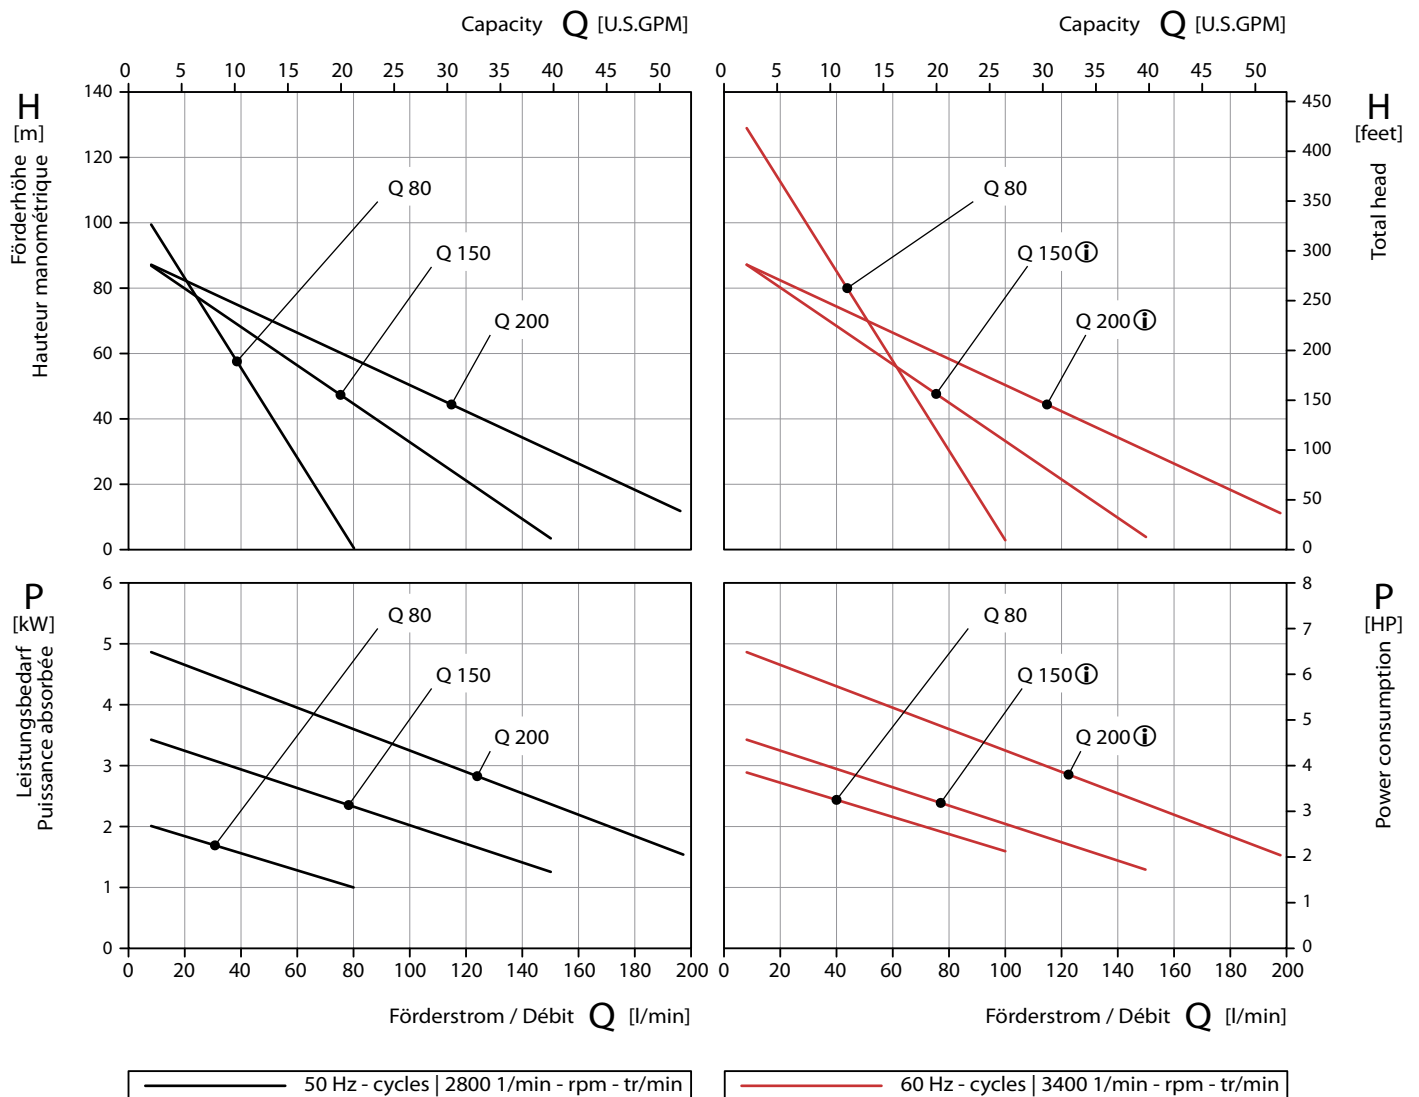 Capacity Q [U.S.GPM]
Capacity Q [U.S.GPM]
0 5 10 15 20 25 30 35 40 45 50
0 5 10 15 20 25 30 35 40 45 50
H
[m]
Förderhöhe
Hauteur manométrique
140
120
100
80
60
40
20
0
Q 80
Q 150
Q 200
Q 80
Q 150 ⓘ
Q 200 ⓘ
450
400
350
300
250
200
150
100
50
0
H
[feet]
Total head
P
[kW]
Leistungsbedarf
Puissance absorbée
6
5
4
3
2
1
0
Q 80
Q 150
Q 200
Q 80
Q 150 ⓘ
Q 200 ⓘ
8
7
6
5
4
3
2
1
0
P
[HP]
Power consumption
0 20 40 60 80 100 120 140 160 180 200
0 20 40 60 80 100 120 140 160 180 200
Förderstrom / Débit Q [l/min]
Förderstrom / Débit Q [l/min]
50 Hz - cycles | 2800 1/min - rpm - tr/min
60 Hz - cycles | 3400 1/min - rpm - tr/min